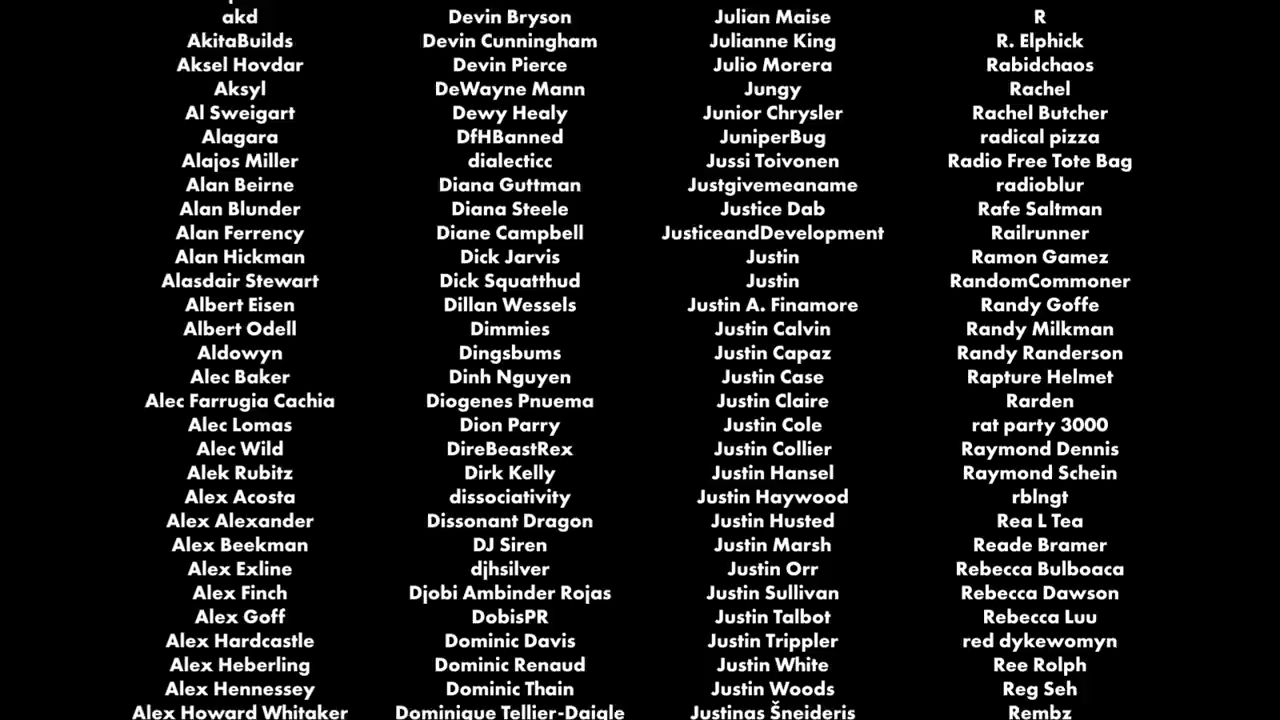 akd
AkitaBuilds
Aksel Hovdar
Aksyl
Al Sweigart
Alagara
Alajos Miller
Alan Beirne
Alan Blunder
Alan Ferrency
Alan Hickman
Alasdair Stewart
Albert Eisen
Albert Odell
Aldowyn
Alec Baker
Alec Farrugia Cachia
Alec Lomas
Alec Wild
Alek Rubitz
Alex Acosta
Alex Alexander
Alex Beekman
Alex Exline
Alex Finch
Alex Goff
Alex Hardcastle
Alex Heberling
Alex Hennessey
Alex Howard Whitaker
Devin Bryson
Devin Cunningham
Devin Pierce
DeWayne Mann
Dewy Healy
DfHBanned
dialecticc
Diana Guttman
Diana Steele
Diane Campbell
Dick Jarvis
Dick Squatthud
Dillan Wessels
Dimmies
Dingsbums
Dinh Nguyen
Diogenes Pnuema
Dion Parry
DireBeastRex
Dirk Kelly
dissociativity
Dissonant Dragon
DJ Siren
djhsilver
Djobi Ambinder Rojas
DobisPR
Dominic Davis
Dominic Renaud
Dominic Thain
Dominique Tellier-Daigle
Julian Maise
Julianne King
Julio Morera
Jungy
Junior Chrysler
JuniperBug
Jussi Toivonen
Justgivemeaname
Justice Dab
JusticeandDevelopment
Justin
Justin
Justin A. Finamore
Justin Calvin
Justin Capaz
Justin Case
Justin Claire
Justin Cole
Justin Collier
Justin Hansel
Justin Haywood
Justin Husted
Justin Marsh
Justin Orr
Justin Sullivan
Justin Talbot
Justin Trippler
Justin White
Justin Woods
Justinas Šneideris
R
R. Elphick
Rabidchaos
Rachel
Rachel Butcher
radical pizza
Radio Free Tote Bag
radioblur
Rafe Saltman
Railrunner
Ramon Gamez
RandomCommoner
Randy Goffe
Randy Milkman
Randy Randerson
Rapture Helmet
Rarden
rat party 3000
Raymond Dennis
Raymond Schein
rblngt
Rea L Tea
Reade Bramer
Rebecca Bulboaca
Rebecca Dawson
Rebecca Luu
red dykewomyn
Ree Rolph
Reg Seh
Rembz